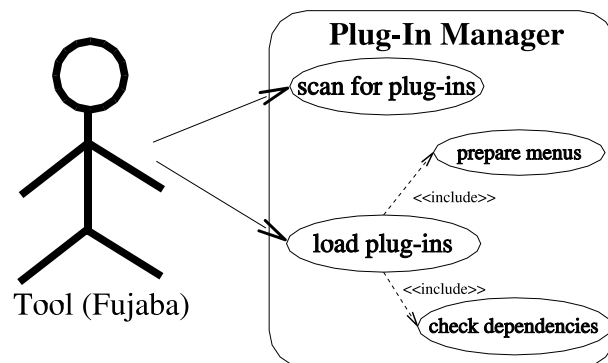 Plug-In Manager
scan for plug-ins
prepare menus
<<include>>
load plug-ins
<<include>>
check dependencies
Tool (Fujaba)